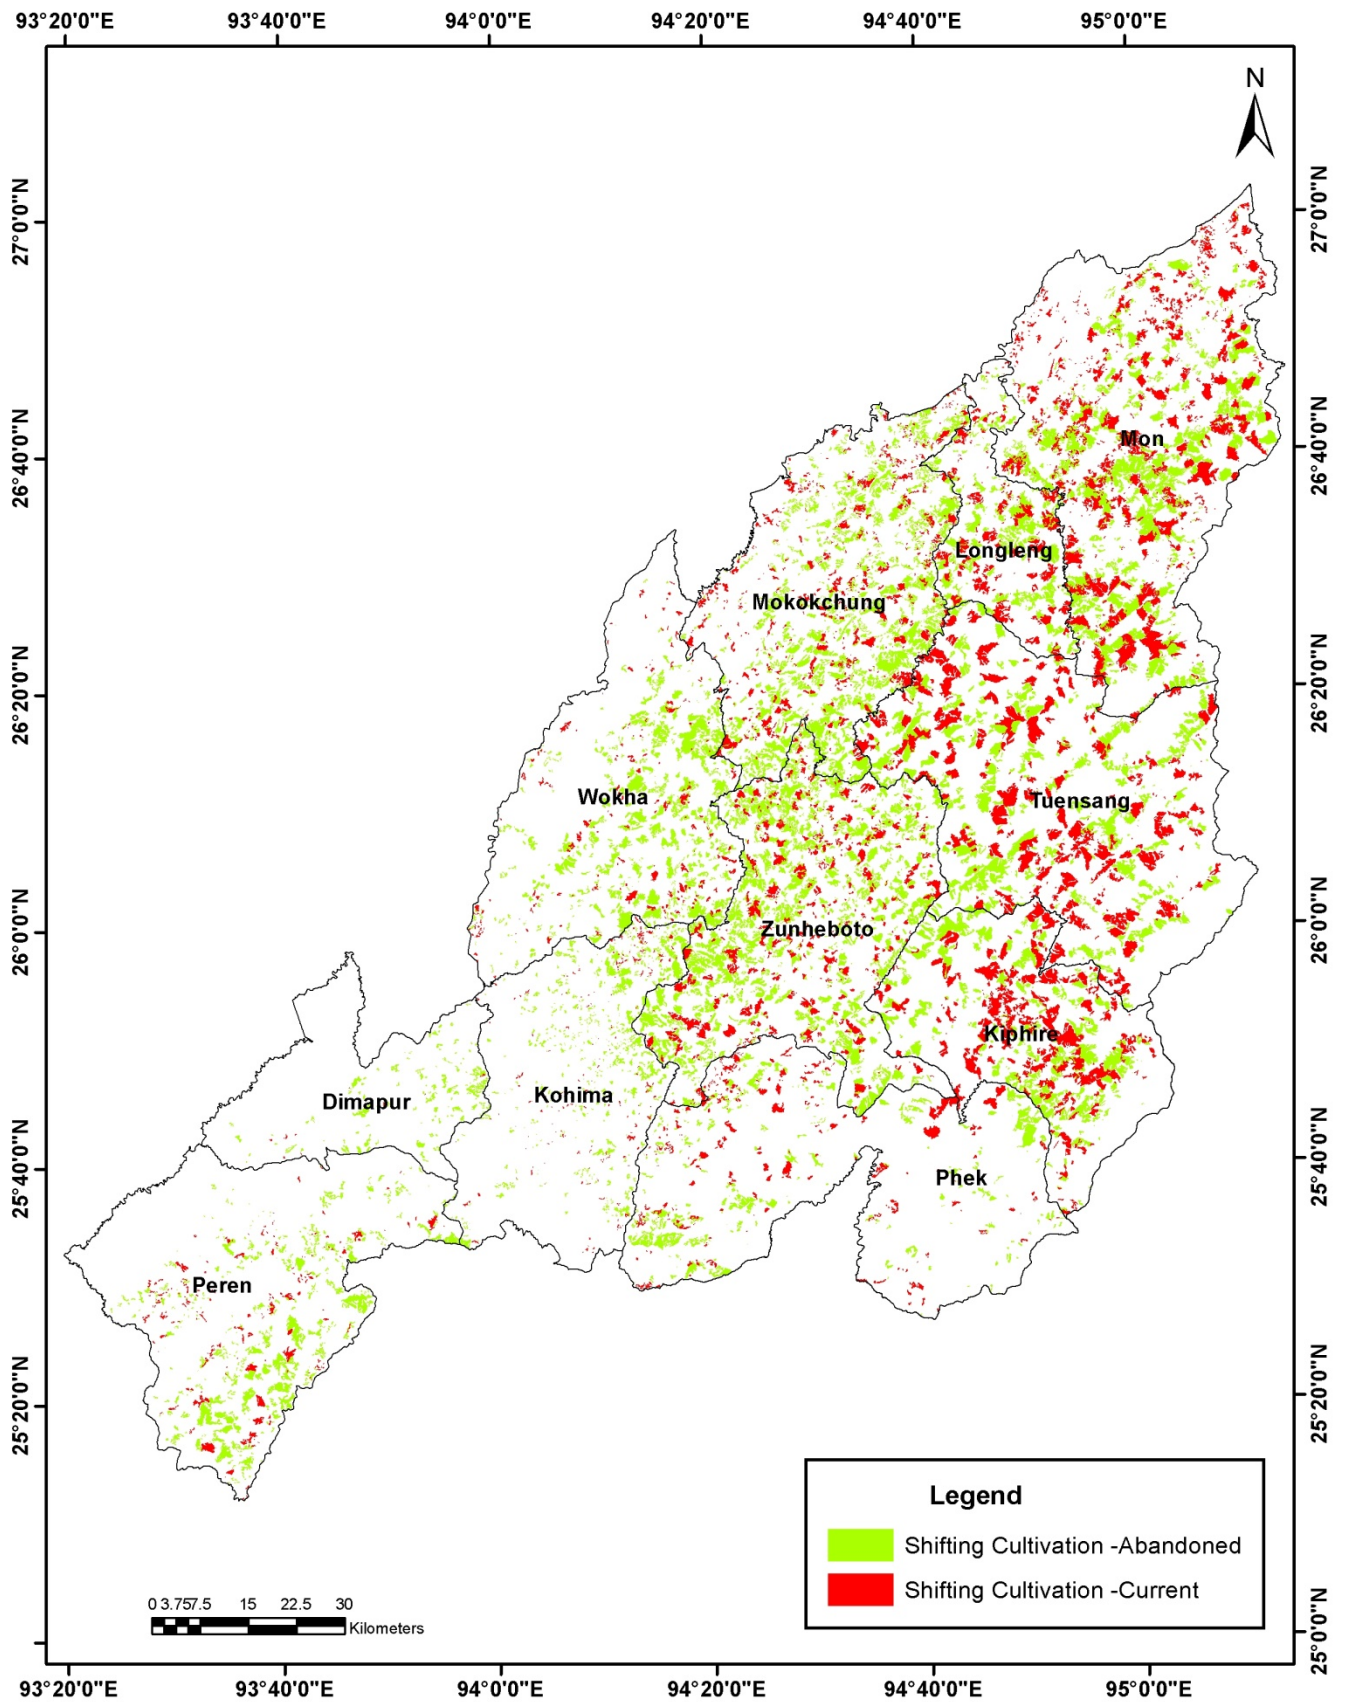 93°20'0"E 93°40'0"E 94°0'0"E 94°20'0"E 94°40'0"E 95°0'0"E
N
27°0'0"N 27°0'0"N
Mon
26°40'0"N 26°40'0"N
Longleng
Mokokchung
26°20'0"N 26°20'0"N
Wokha
Tuensang
Zunheboto
26°0'0"N 26°0'0"N
Kiphire
Kohima
Dimapur
25°40'0"N 25°40'0"N
Phek
Peren
25°20'0"N 25°20'0"N
Legend
Shifting Cultivation -Abandoned
Shifting Cultivation -Current
0 3.757.5 15 22.5 30
Kilometers
25°0'0"N
93°20'0"E 93°40'0"E 94°0'0"E 94°20'0"E 94°40'0"E 95°0'0"E